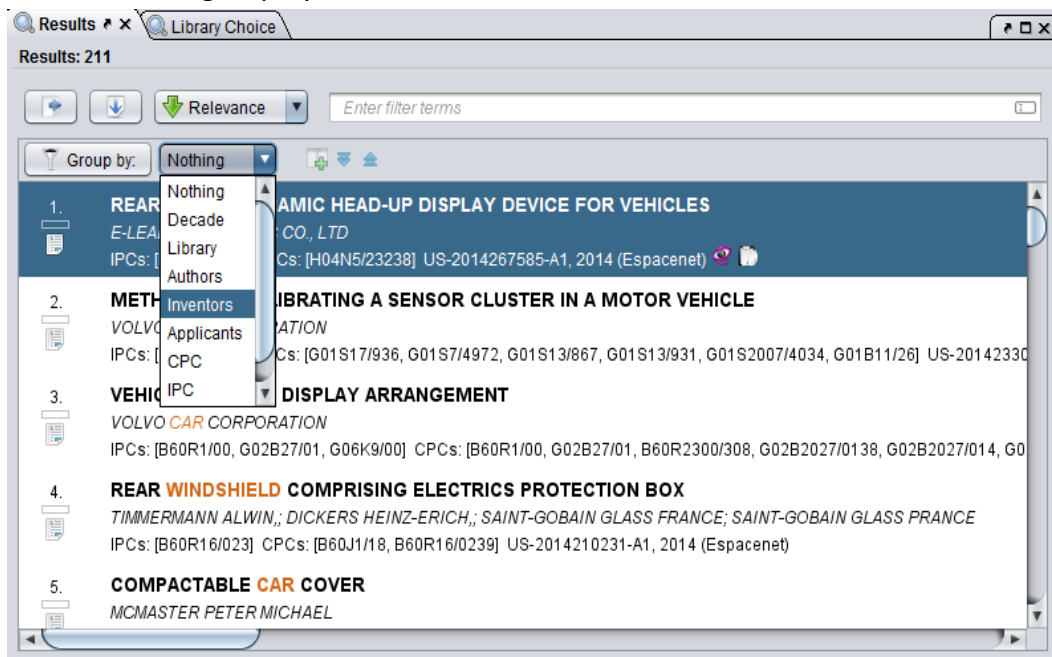 Results
Library Choice
Results: 211
Relevance
Enter filter terms
Group by:
Nothing
Nothing
Decade
Library
Authors
Inventors
Applicants
CPC
IPC
1. REAR AMIC HEAD-UP DISPLAY DEVICE FOR VEHICLES
E-LEA CO., LTD
IPCs: [ Cs: [H04N5/23238] US-2014267585-A1, 2014 (Espacenet)
2. METH IBRATING A SENSOR CLUSTER IN A MOTOR VEHICLE
VOLVO ATION
IPCs: [ Cs: [G01S17/936, G01S7/4972, G01S13/867, G01S13/931, G01S2007/4034, G01B11/26] US-20142330
3. VEHIC DISPLAY ARRANGEMENT
VOLVO CAR CORPORATION
IPCs: [B60R1/00, G02B27/01, G06K9/00] CPCs: [B60R1/00, G02B27/01, B60R2300/308, G02B2027/0138, G02B2027/014, G0
4. REAR WINDSHIELD COMPRISING ELECTRICS PROTECTION BOX
TIMMERMANN ALWIN,; DICKERS HEINZ-ERICH,; SAINT-GOBAIN GLASS FRANCE; SAINT-GOBAIN GLASS PRANCE
IPCs: [B60R16/023] CPCs: [B60J1/18, B60R16/0239] US-2014210231-A1, 2014 (Espacenet)
5. COMPACTABLE CAR COVER
MCMASTER PETER MICHAEL